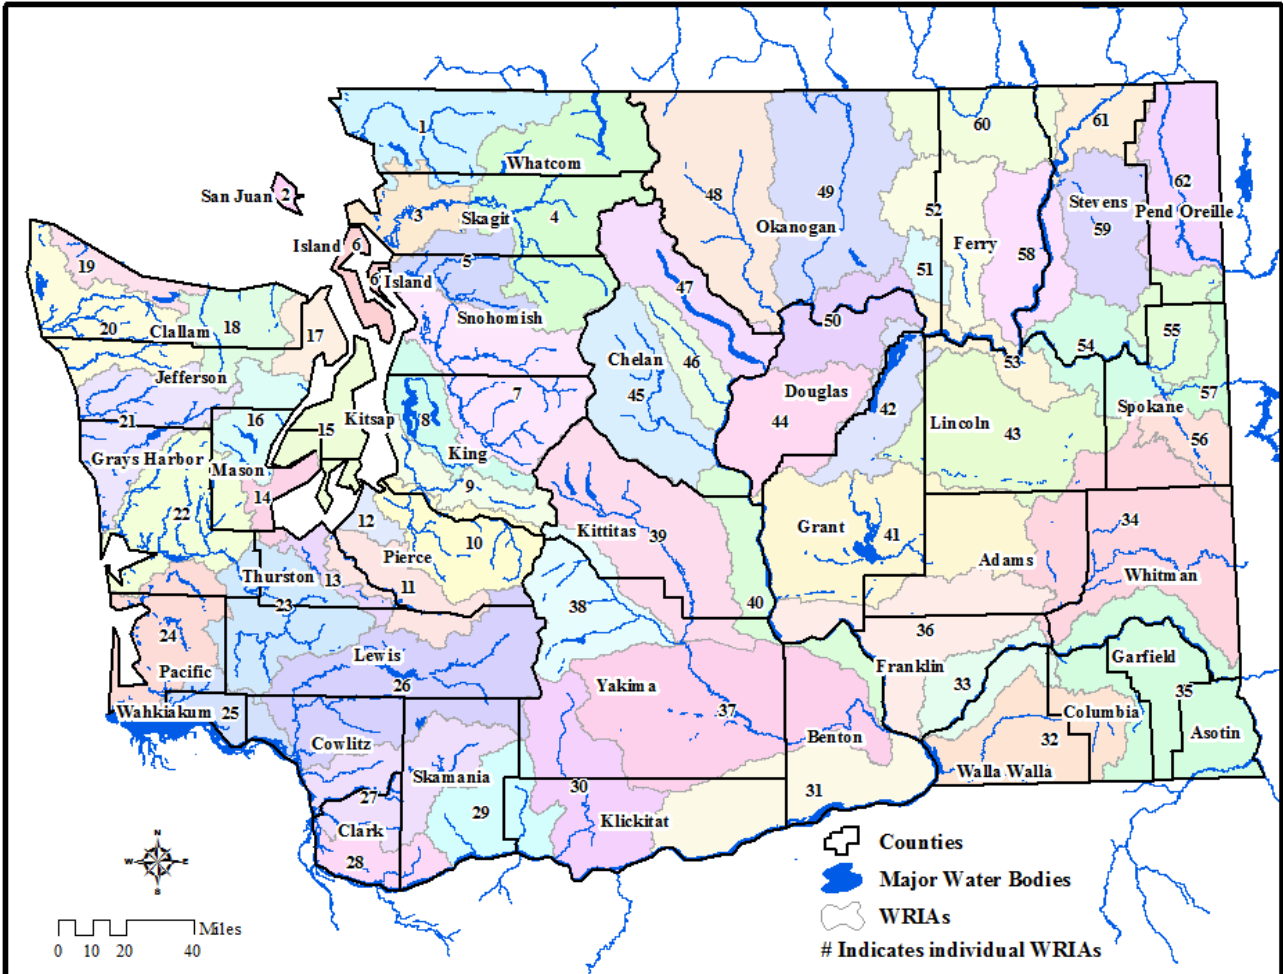 1
Whatcom
60
61
San Juan 2
48
49
62
3
Skagit
4
Okanogan
52
Stevens
Pend Oreille
Island
6
Ferry
58
59
19
5
6
Island
51
47
20
Clallam
18
17
Snohomish
50
54
55
Jefferson
Chelan
46
53
7
45
Douglas
42
57
21
16
15
Kitsap
8
44
Lincoln
43
Spokane
Grays Harbor
Mason
King
56
14
9
22
12
10
Kittitas
39
Grant
41
34
Pierce
Adams
Thurston
13
11
Whitman
23
38
40
24
36
Lewis
Franklin
Garfield
Pacific
26
Yakima
33
35
Wahkiakum
25
37
Columbia
Cowlitz
Benton
32
Asotin
Skamania
Walla Walla
27
29
30
31
Clark
Klickitat
28
N
W
E
S
Counties
Major Water Bodies
WRIAs
# Indicates individual WRIAs
Miles
0 10 20 40